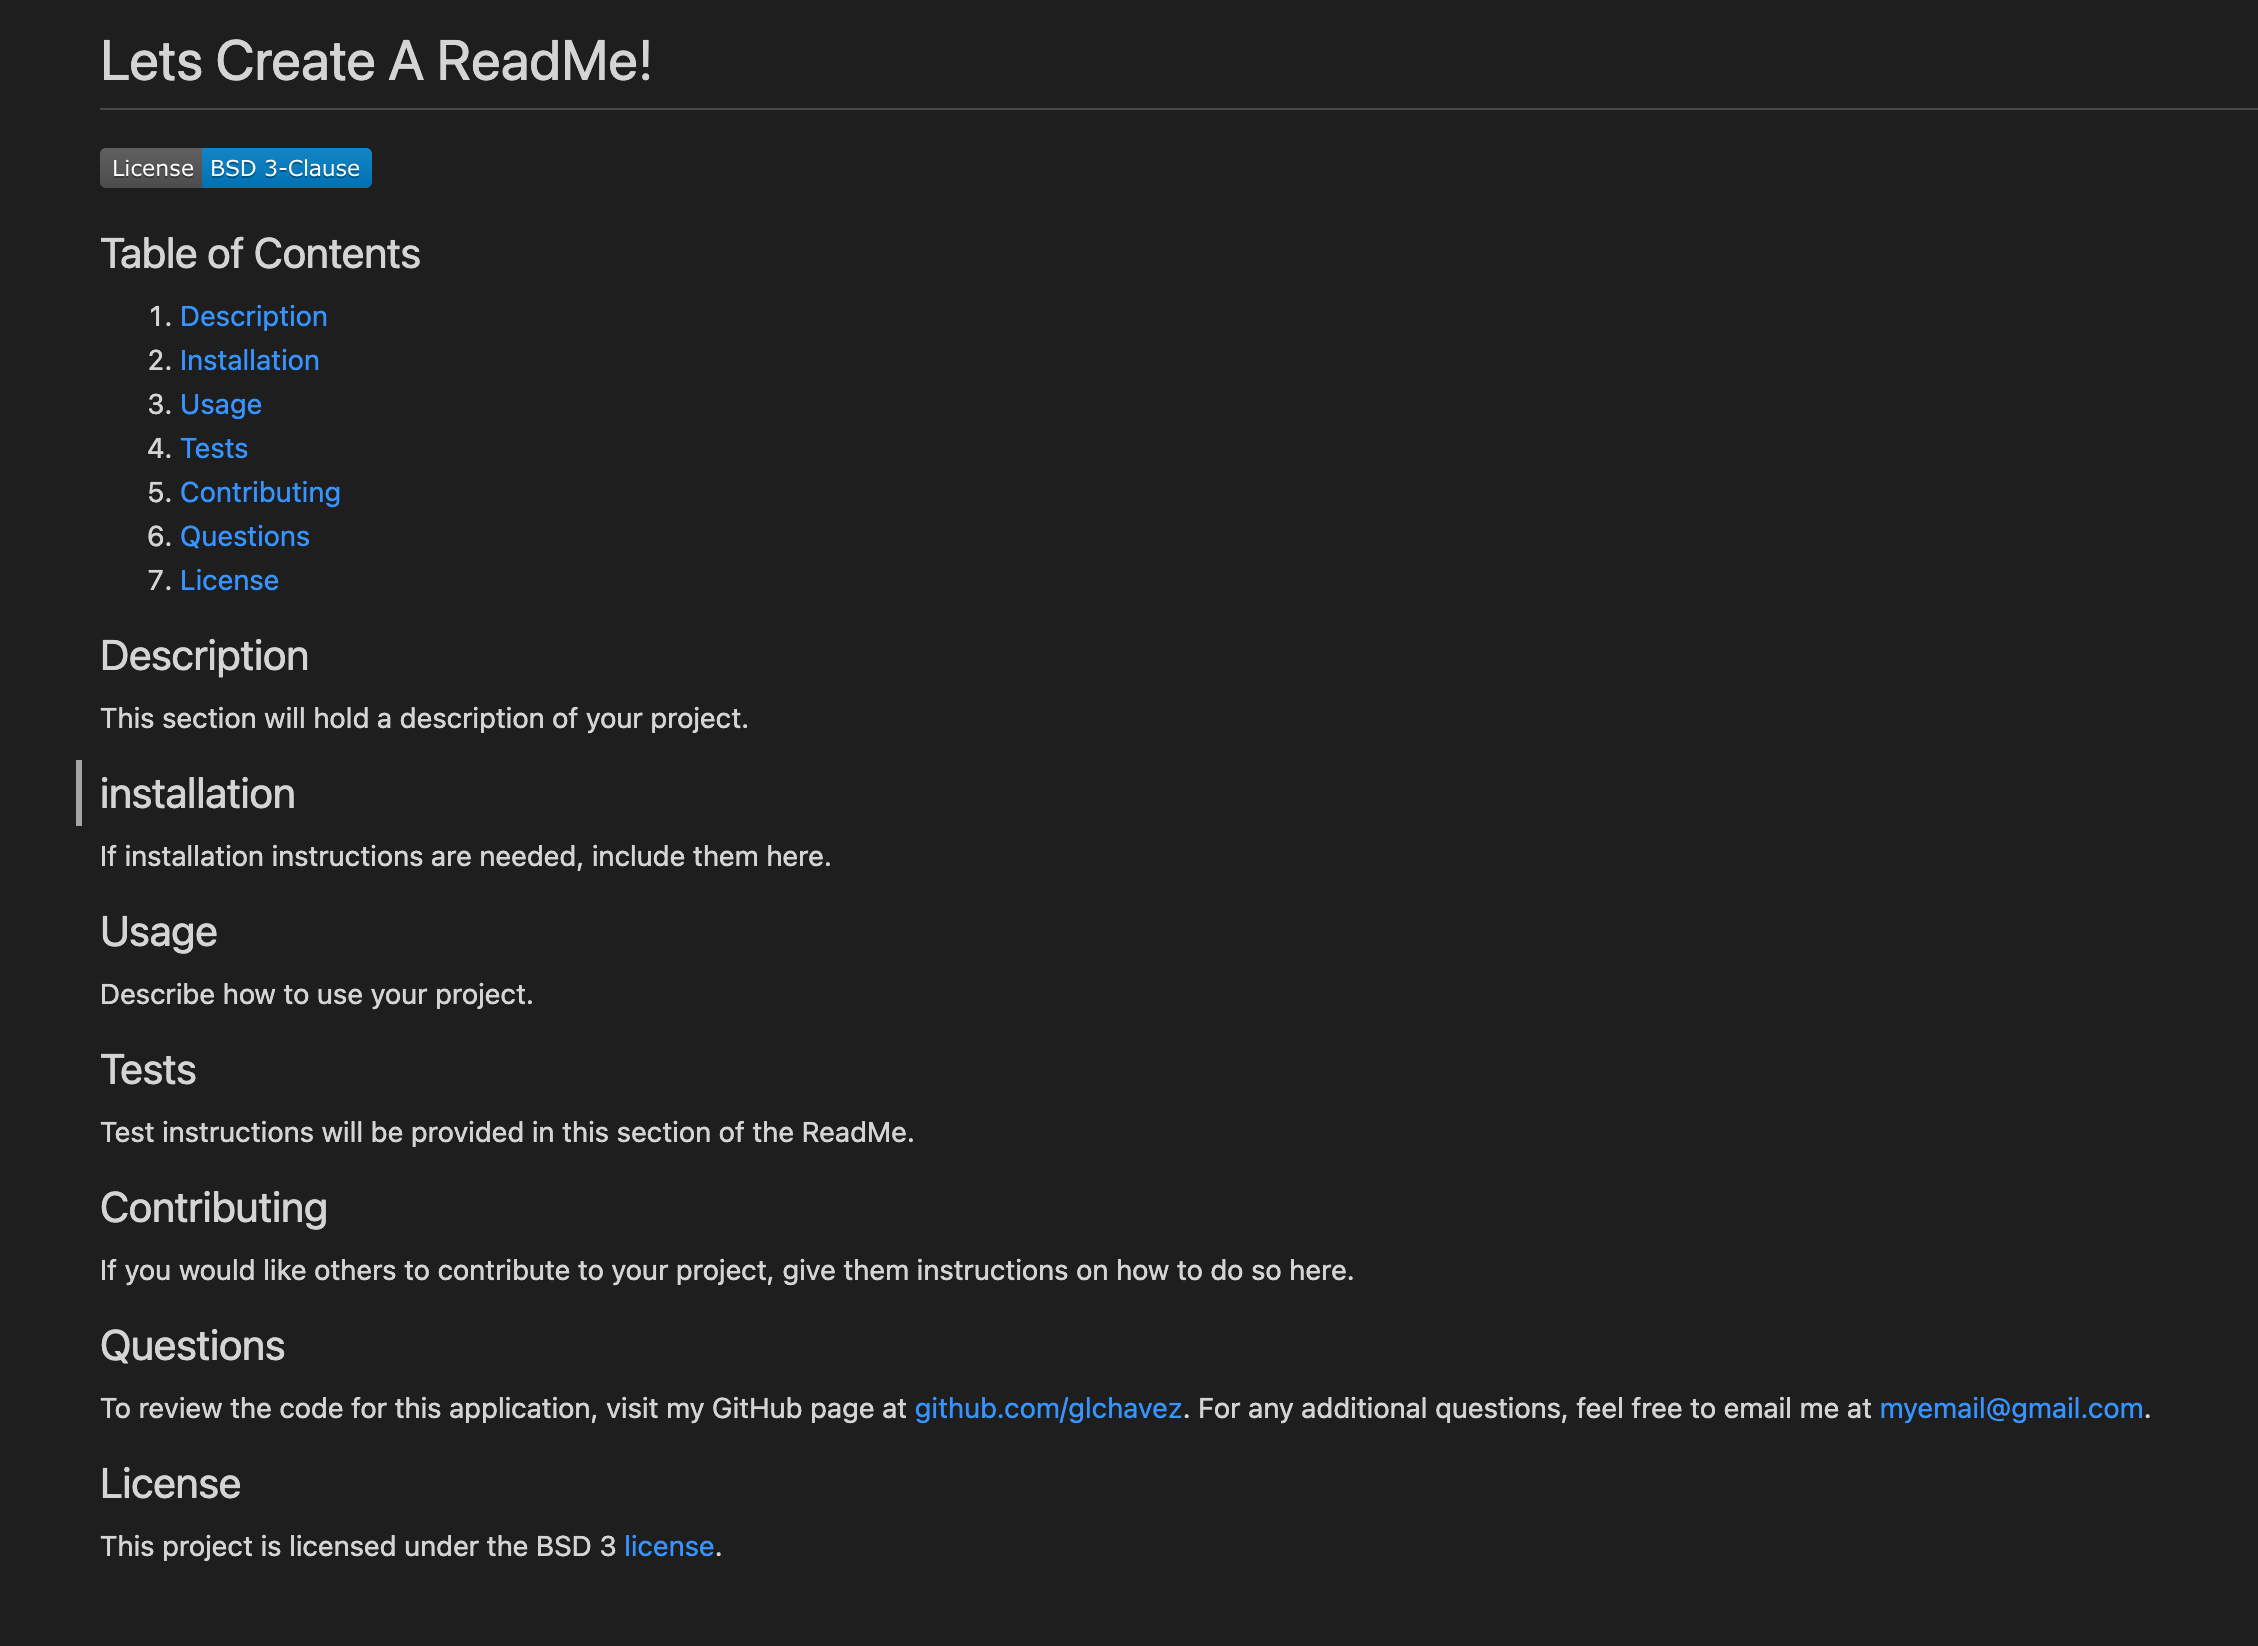 Lets Create A ReadMe!
License BSD 3-Clause
Table of Contents
1. Description
2. Installation
3. Usage
4. Tests
5. Contributing
6. Questions
7. License
Description
This section will hold a description of your project.
installation
If installation instructions are needed, include them here.
Usage
Describe how to use your project.
Tests
Test instructions will be provided in this section of the ReadMe.
Contributing
If you would like others to contribute to your project, give them instructions on how to do so here.
Questions
To review the code for this application, visit my GitHub page at github.com/glchavez. For any additional questions, feel free to email me at myemail@gmail.com.
License
This project is licensed under the BSD 3 license.